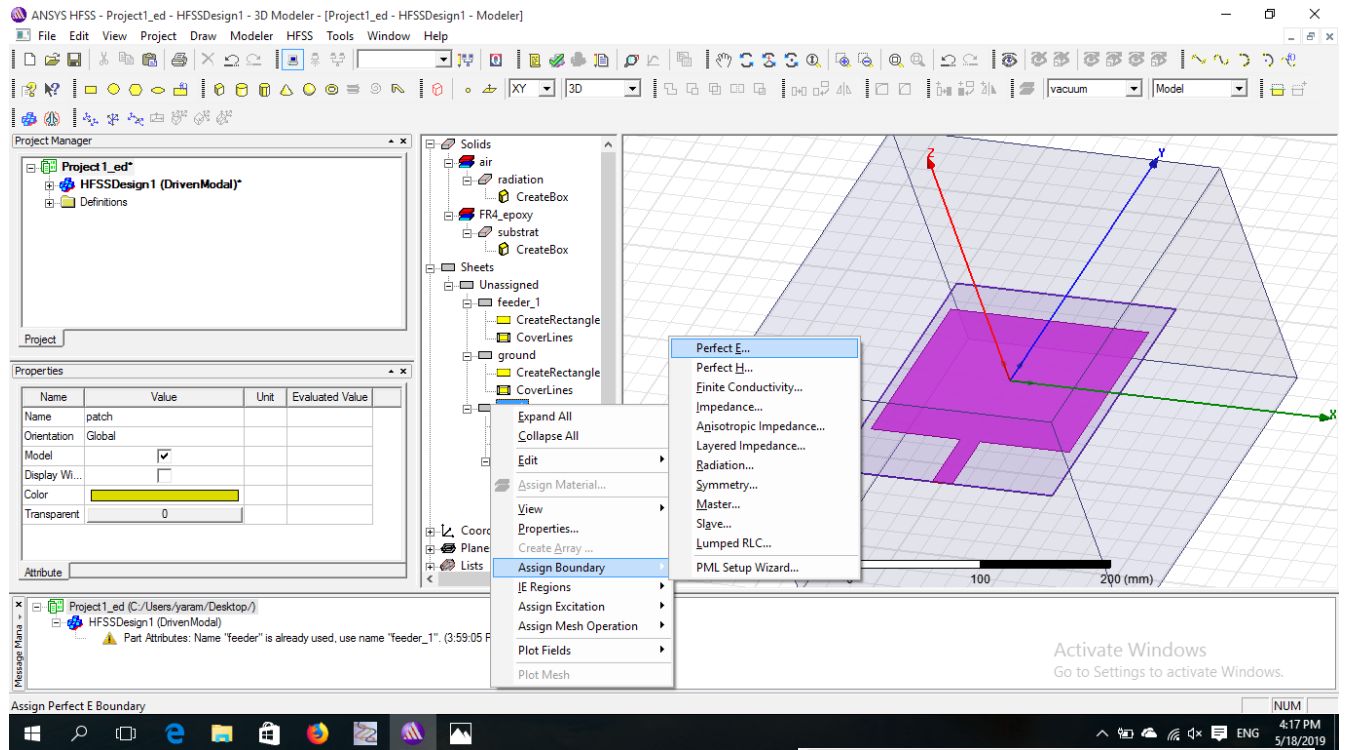 ANSYS HFSS - Project1_ed - HFSSDesign1 - 3D Modeler - [Project1_ed - HFSSDesign1 - Modeler]
File Edit View Project Draw Modeler HFSS Tools Window Help
XY 3D vacuum Model
Project Manager
Project1_ed*
HFSSDesign1 (DrivenModal)*
Definitions
Project
Properties
Name Value Unit Evaluated Value
Name patch
Orientation Global
Model
Display Wi...
Color
Transparent 0
Attribute
Solids
air
radiation
CreateBox
FR4_epoxy
substrat
CreateBox
Sheets
Unassigned
feeder_1
CreateRectangle
CoverLines
ground
CreateRectangle
CoverLines
Coord
Plane
Lists
Expand All
Collapse All
Edit
Assign Material...
View
Properties...
Create Array ...
Assign Boundary
IE Regions
Assign Excitation
Assign Mesh Operation
Plot Fields
Plot Mesh
Perfect E...
Perfect H...
Finite Conductivity...
Impedance...
Anisotropic Impedance...
Layered Impedance...
Radiation...
Symmetry...
Master...
Slave...
Lumped RLC...
PML Setup Wizard...
Z
Y
X
0 100 200 (mm)
Message Mana
Project1_ed (C:/Users/yaram/Desktop/)
HFSSDesign1 (DrivenModal)
Part Attributes: Name "feeder" is already used, use name "feeder_1". (3:59:05 P
Activate Windows
Go to Settings to activate Windows.
Assign Perfect E Boundary
NUM
ENG
4:17 PM
5/18/2019